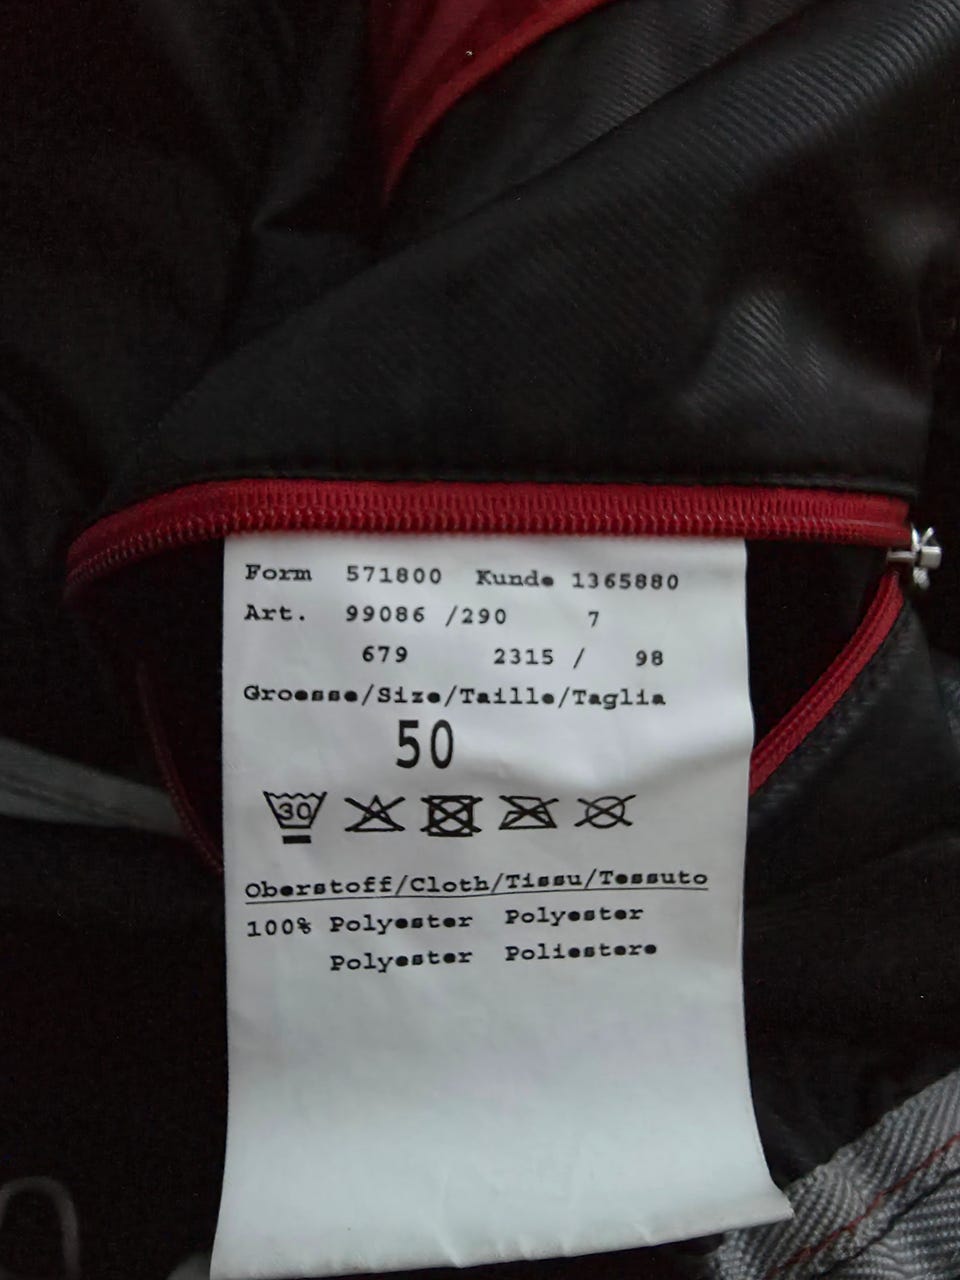 Form 571800 Kunde 1365880
Art. 99086 /290 7
679 2315 / 98
Groesse/Size/Taille/Taglia
50
30
Oberstoff/Cloth/Tissu/Tessuto
100% Polyester Polyester
Polyester Poliestere